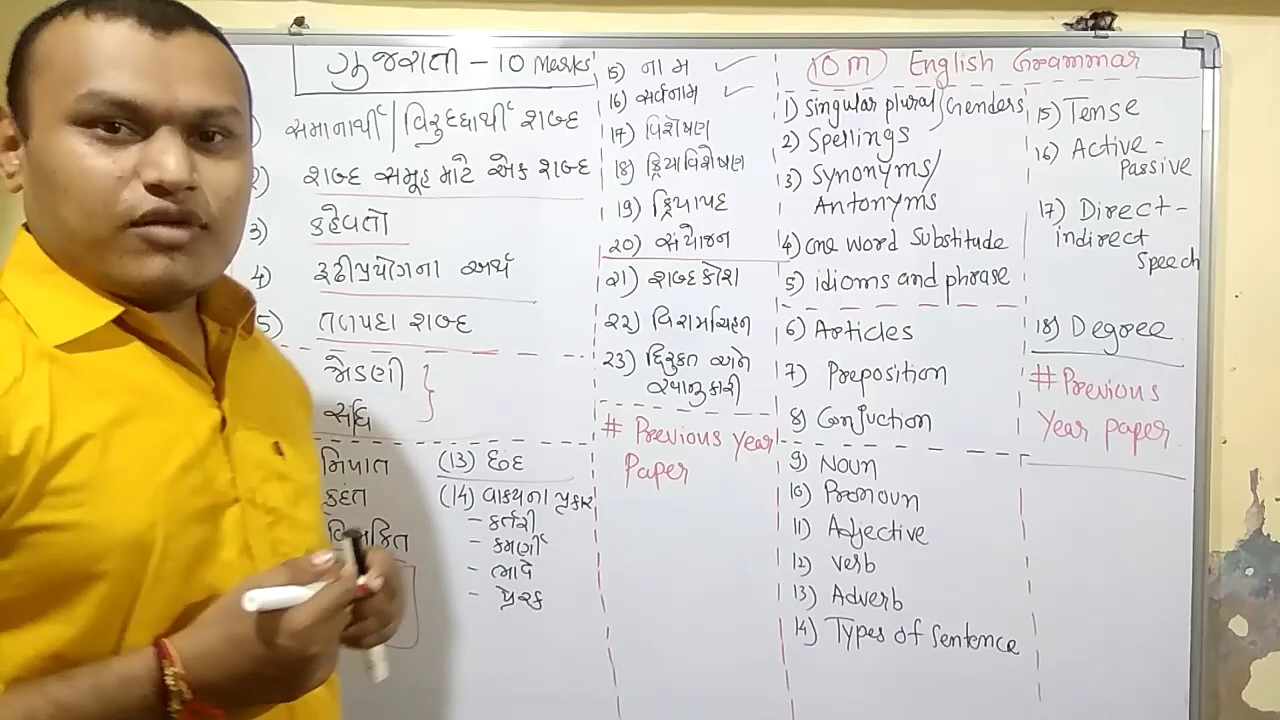 ગુજરાતી - 10 Marks
સમાનાર્થી / વિરુદ્ધાર્થી શબ્દ
2) શબ્દ સમૂહ માટે એક શબ્દ
3) કહેવતો
4) રૂઢીપ્રયોગના અર્થ
5) તળપદા શબ્દ
જોડણી
સંધિ
નિપાત
કૃદંત
વિભક્તિ
(13) છંદ
(14) વાક્યના પ્રકાર
- કર્તરી
- કર્મણી
- ભાવે
- પ્રેરક
15) નામ
16) સર્વનામ
17) વિશેષણ
18) ક્રિયાવિશેષણ
19) ક્રિયાપદ
20) સંયોજન
21) શબ્દકોશ
22) વિરામચિહન
23) દ્વિરુક્ત અને
રવાનુકારી
# Previous Year
Paper
10 M English Grammar
1) Singular plural/Genders
2) Spellings
3) Synonyms/
Antonyms
4) One word Substitude
5) idioms and phrase
6) Articles
7) Preposition
8) Conjuction
9) Noun
10) Pronoun
11) Adjective
12) Verb
13) Adverb
14) Types of Sentence
15) Tense
16) Active -
Passive
17) Direct -
indirect
Speech
18) Degree
# Previous
Year paper